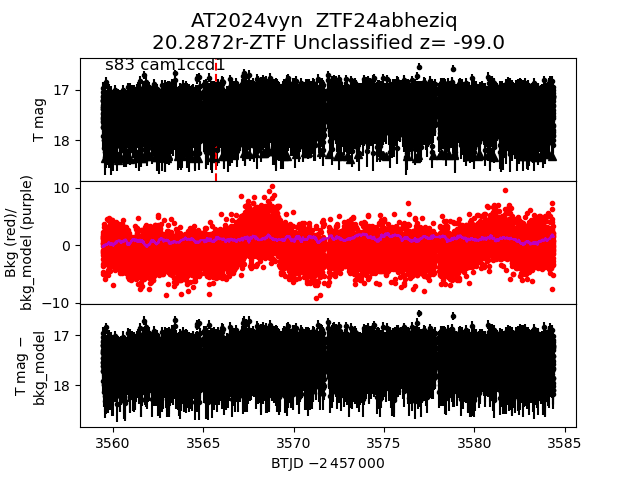 AT2024vyn ZTF24abheziq
20.2872r-ZTF Unclassified z= -99.0
s83 cam1ccd1
T mag
17
18
Bkg (red)/
bkg_model (purple)
10
0
−10
T mag −
bkg_model
17
18
3560 3565 3570 3575 3580 3585
BTJD −2 457 000